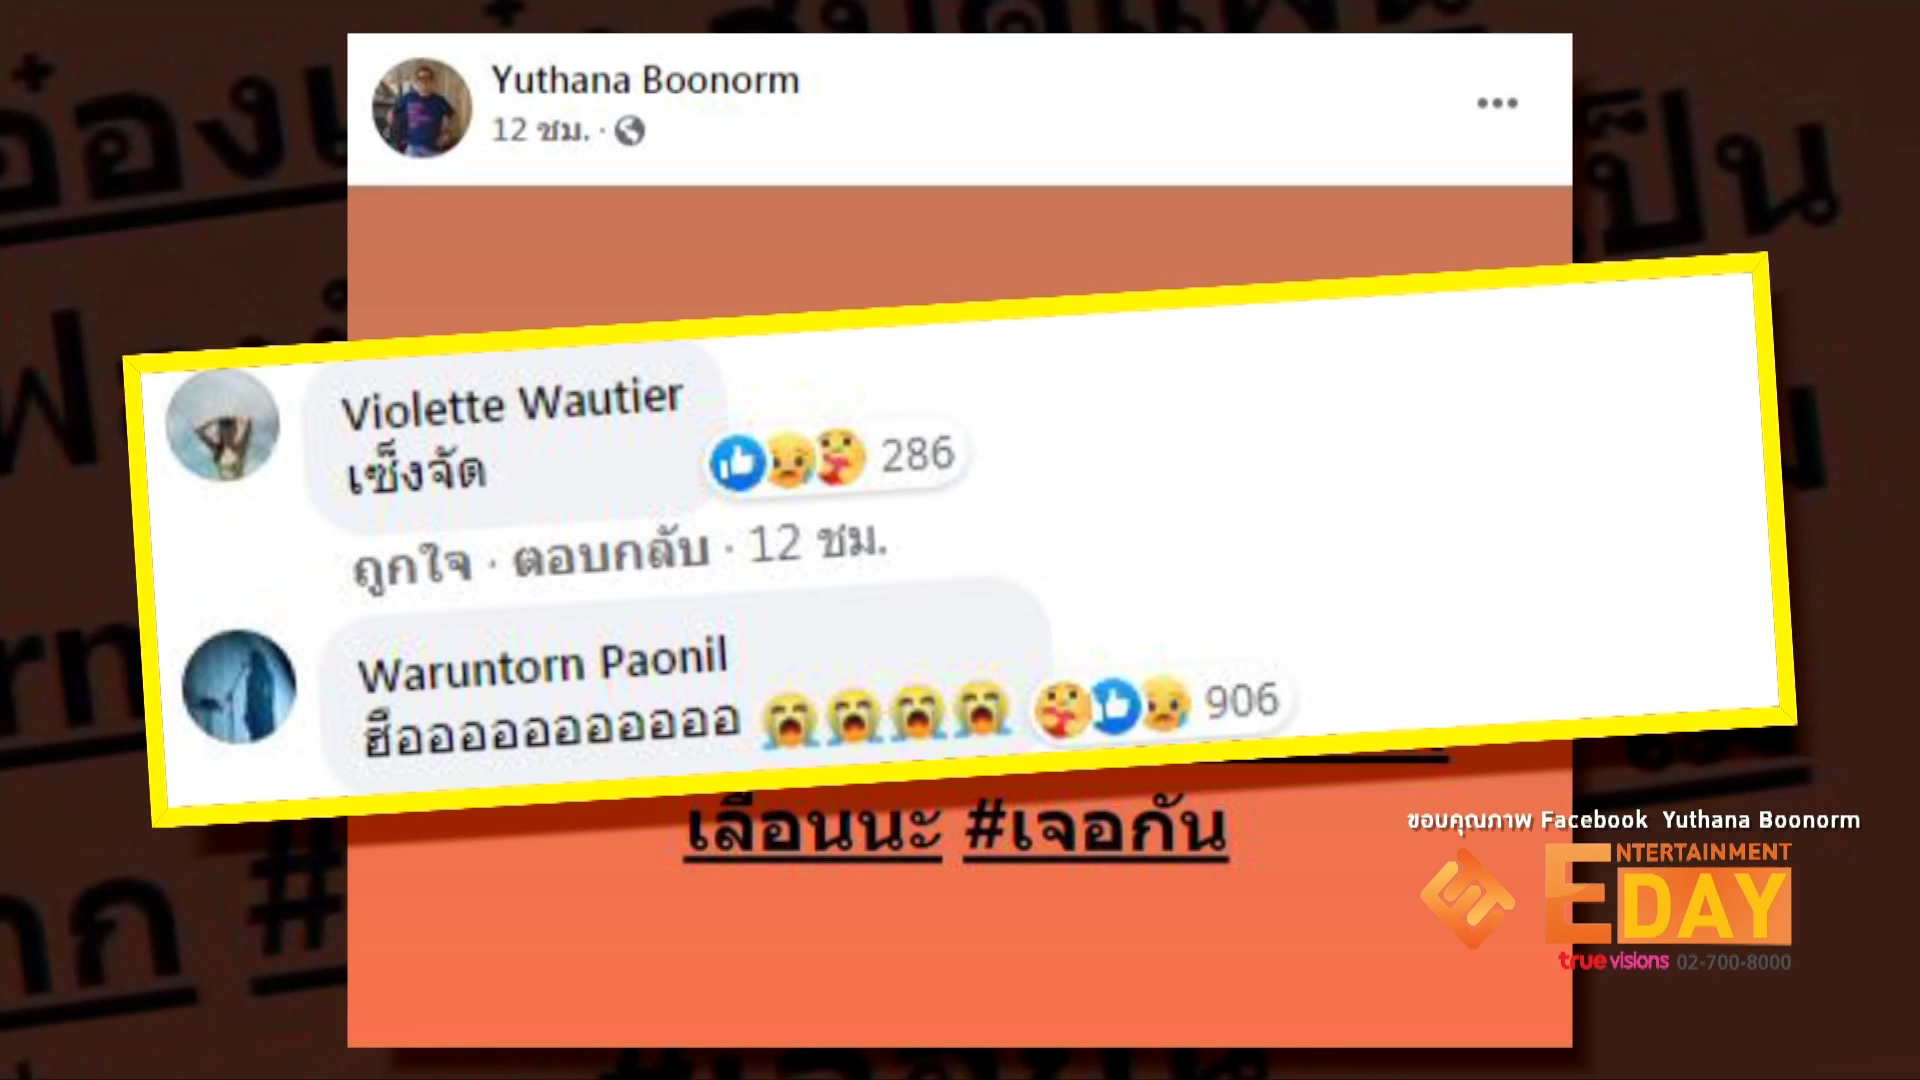 Yuthana Boonorm
12 ชม. ·
Violette Wautier
เซ็งจัด
286
ถูกใจ · ตอบกลับ · 12 ชม.
Waruntorn Paonil
ฮืออออออออออออ 😭😭😭😭
906
เลื่อนนะ #เจอกัน
ขอบคุณภาพ Facebook Yuthana Boonorm
ENTERTAINMENT
DAY
truevisions 02-700-8000